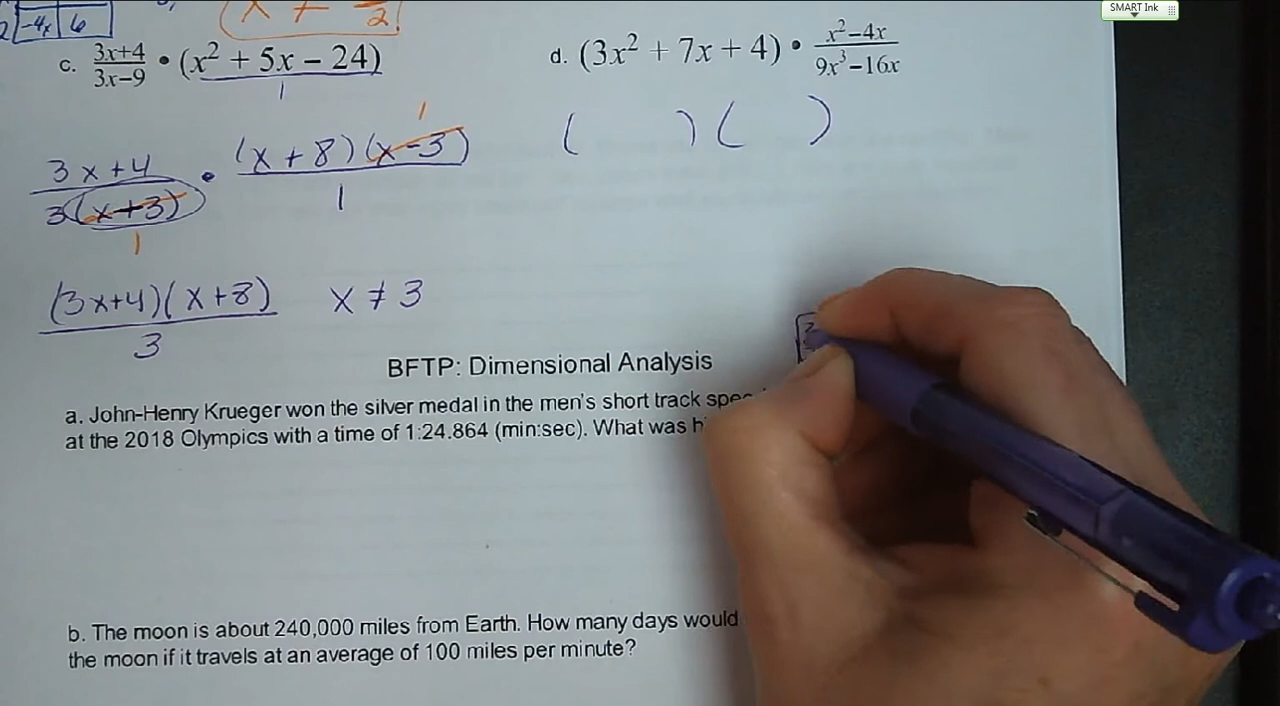 SMART Ink
2 -4x 6
x + /2
c. (3x+4)/(3x-9) • (x² + 5x − 24)
1
d. (3x² + 7x + 4) • (x²−4x)/(9x³−16x)
( ) ( )
3x+4 / 3(x+3) • (x+8)(x-3) / 1
1
1
(3x+4)(x+8) / 3 x ≠ 3
BFTP: Dimensional Analysis
a. John-Henry Krueger won the silver medal in the men's short track
at the 2018 Olympics with a time of 1:24.864 (min:sec). What was
b. The moon is about 240,000 miles from Earth. How many days would
the moon if it travels at an average of 100 miles per minute?